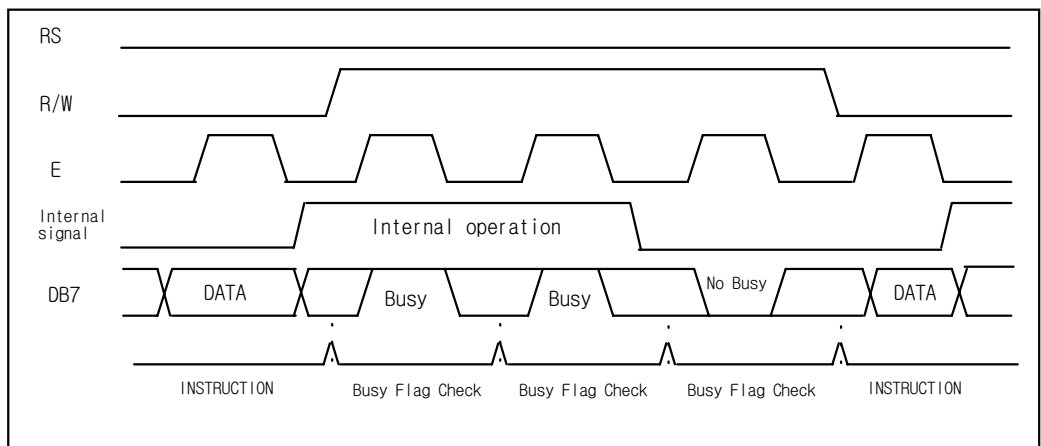 RS
R/W
E
Internal
signal
Internal operation
DB7
DATA
Busy
Busy
No Busy
DATA
INSTRUCTION
Busy Flag Check
Busy Flag Check
Busy Flag Check
INSTRUCTION